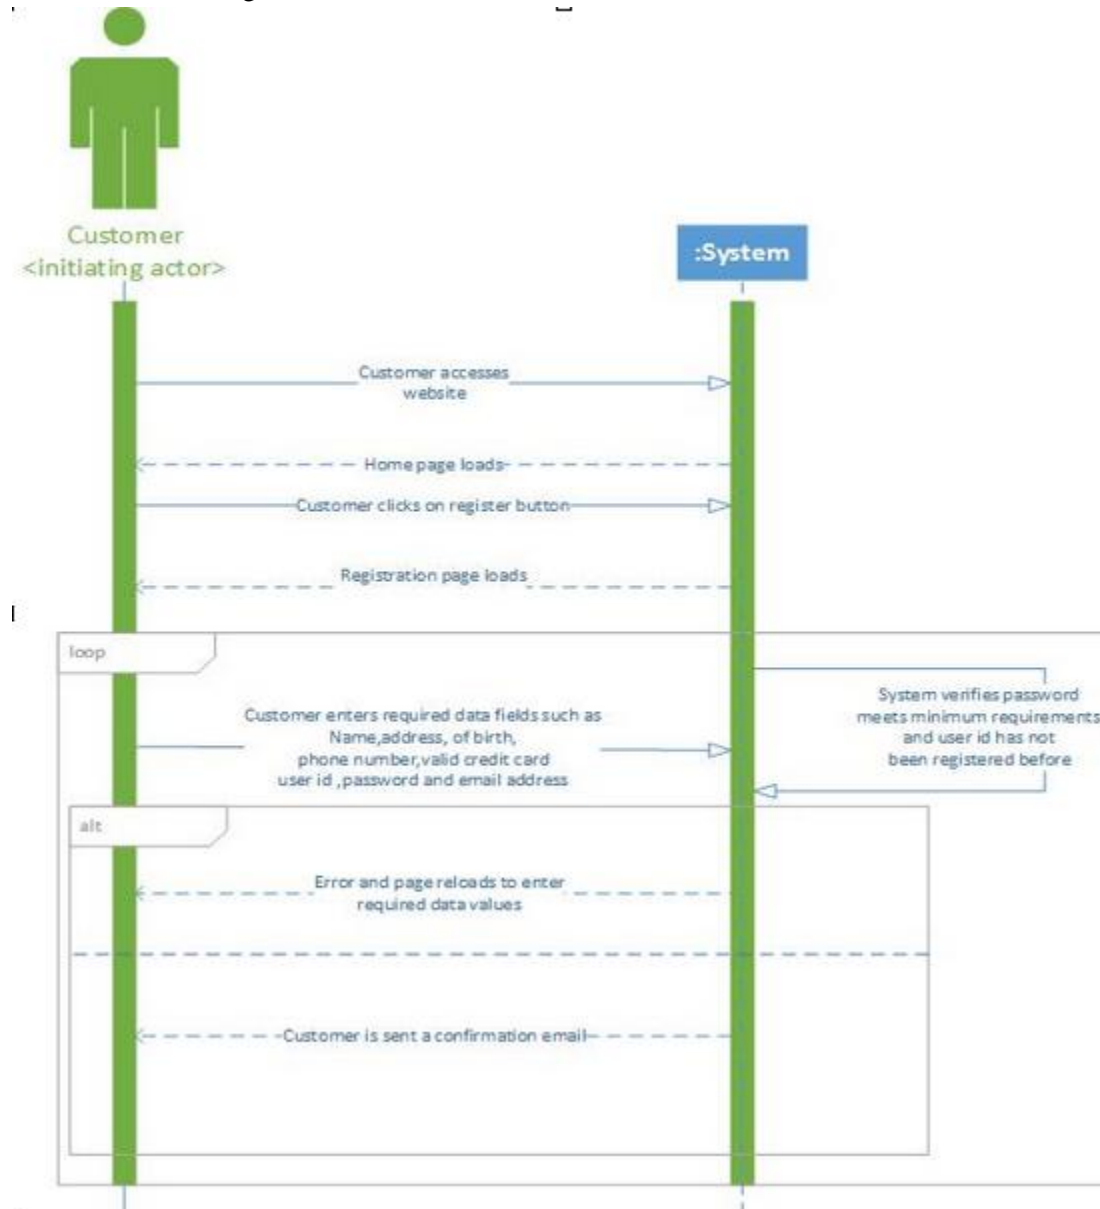 Customer
<initiating actor>
:System
Customer accesses
website
Home page loads
Customer clicks on register button
Registration page loads
loop
System verifies password
meets minimum requirements
and user id has not
been registered before
Customer enters required data fields such as
Name,address, of birth,
phone number,valid credit card
user id ,password and email address
alt
Error and page reloads to enter
required data values
Customer is sent a confirmation email